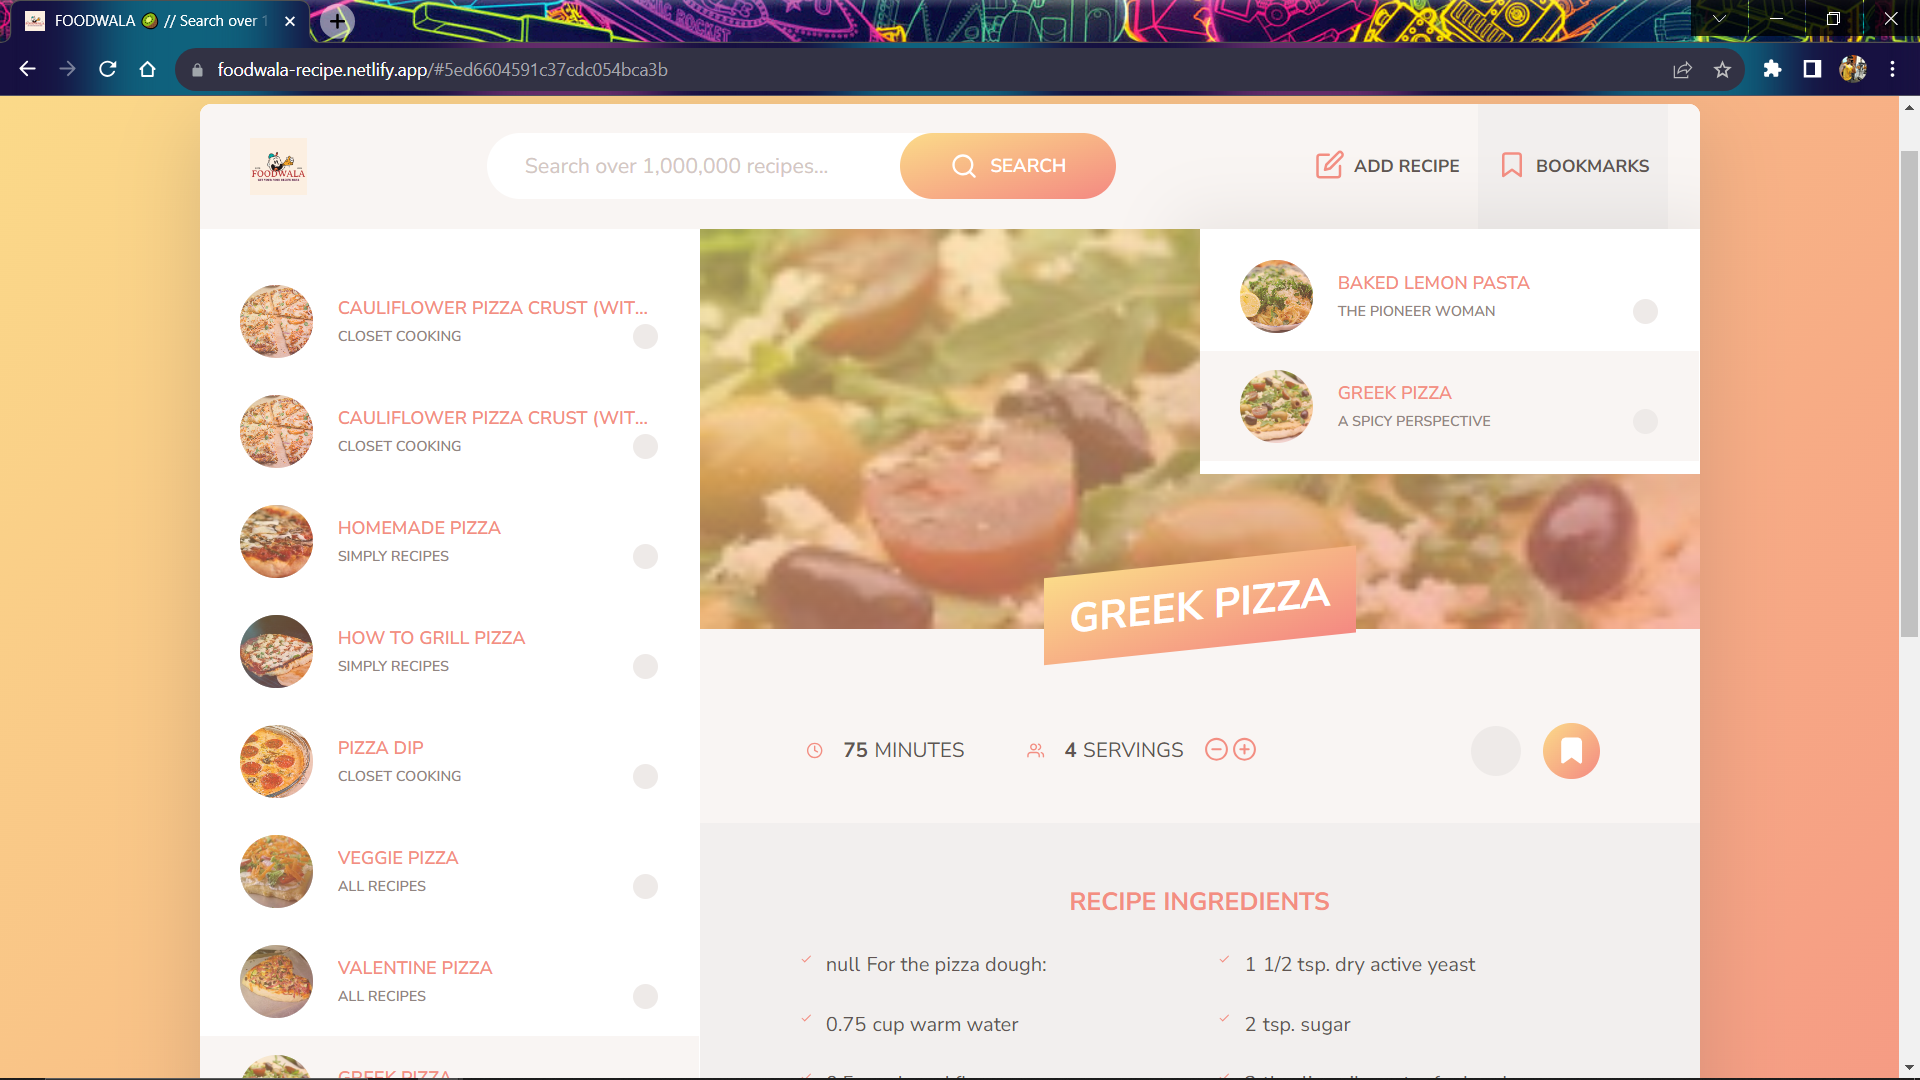 FOODWALA // Search over 1
foodwala-recipe.netlify.app/#5ed6604591c37cdc054bca3b
FOODWALA
Search over 1,000,000 recipes...
SEARCH
ADD RECIPE
BOOKMARKS
CAULIFLOWER PIZZA CRUST (WIT...
CLOSET COOKING
CAULIFLOWER PIZZA CRUST (WIT...
CLOSET COOKING
HOMEMADE PIZZA
SIMPLY RECIPES
HOW TO GRILL PIZZA
SIMPLY RECIPES
PIZZA DIP
CLOSET COOKING
VEGGIE PIZZA
ALL RECIPES
VALENTINE PIZZA
ALL RECIPES
GREEK PIZZA
BAKED LEMON PASTA
THE PIONEER WOMAN
GREEK PIZZA
A SPICY PERSPECTIVE
GREEK PIZZA
75 MINUTES
4 SERVINGS
RECIPE INGREDIENTS
null For the pizza dough:
1 1/2 tsp. dry active yeast
0.75 cup warm water
2 tsp. sugar